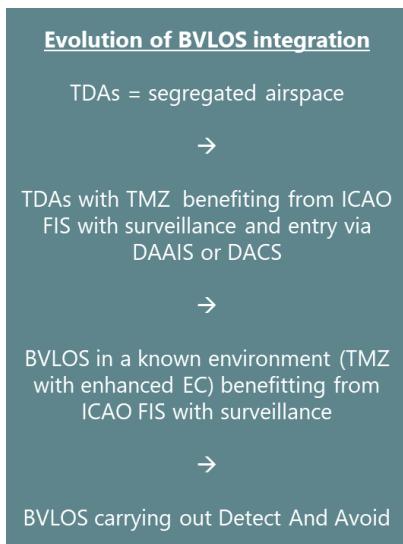 Evolution of BVLOS integration
TDAs = segregated airspace
→
TDAs with TMZ benefiting from ICAO
FIS with surveillance and entry via
DAAIS or DACS
→
BVLOS in a known environment (TMZ
with enhanced EC) benefitting from
ICAO FIS with surveillance
→
BVLOS carrying out Detect And Avoid